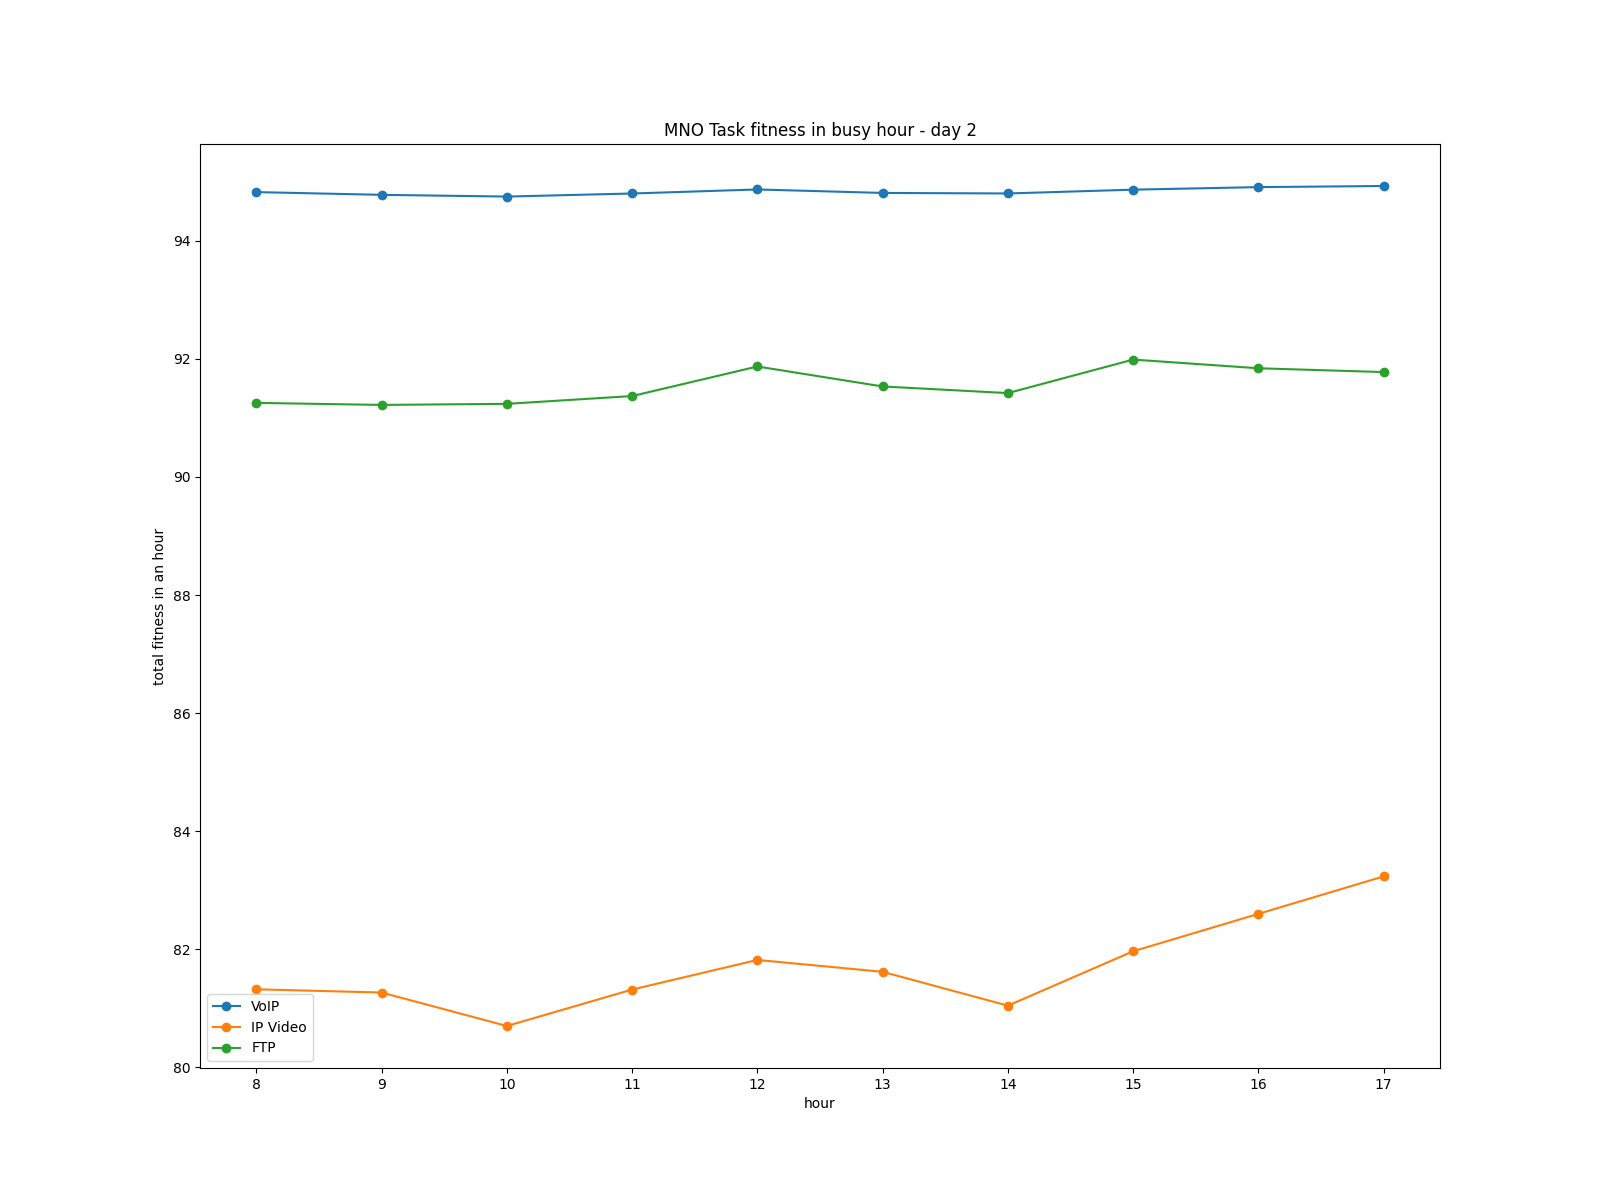 MNO Task fitness in busy hour - day 2
total fitness in an hour
94
92
90
88
86
84
82
80
VoIP
IP Video
FTP
8 9 10 11 12 13 14 15 16 17
hour